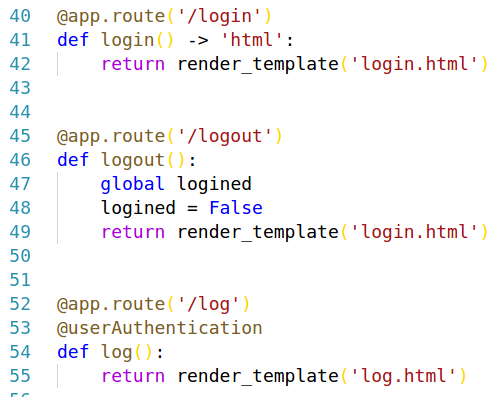 40 @app.route('/login')
41 def login() -> 'html':
42     return render_template('login.html')
43
44
45 @app.route('/logout')
46 def logout():
47     global logined
48     logined = False
49     return render_template('login.html')
50
51
52 @app.route('/log')
53 @userAuthentication
54 def log():
55     return render_template('log.html')